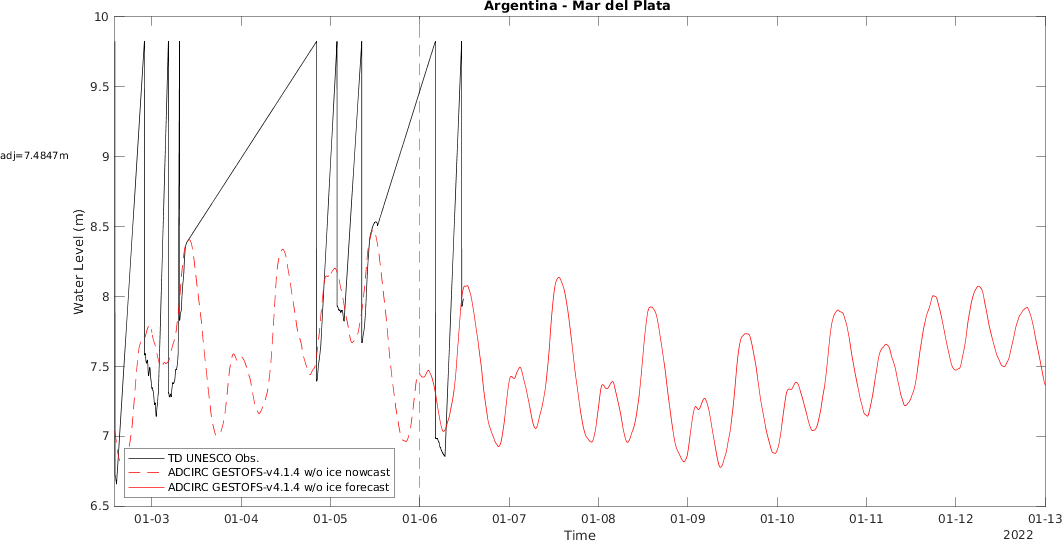 Argentina - Mar del Plata
10
9.5
9
8.5
8
7.5
7
6.5
adj=7.4847m
Water Level (m)
TD UNESCO Obs.
ADCIRC GESTOFS-v4.1.4 w/o ice nowcast
ADCIRC GESTOFS-v4.1.4 w/o ice forecast
01-03 01-04 01-05 01-06 01-07 01-08 01-09 01-10 01-11 01-12 01-13
Time
2022